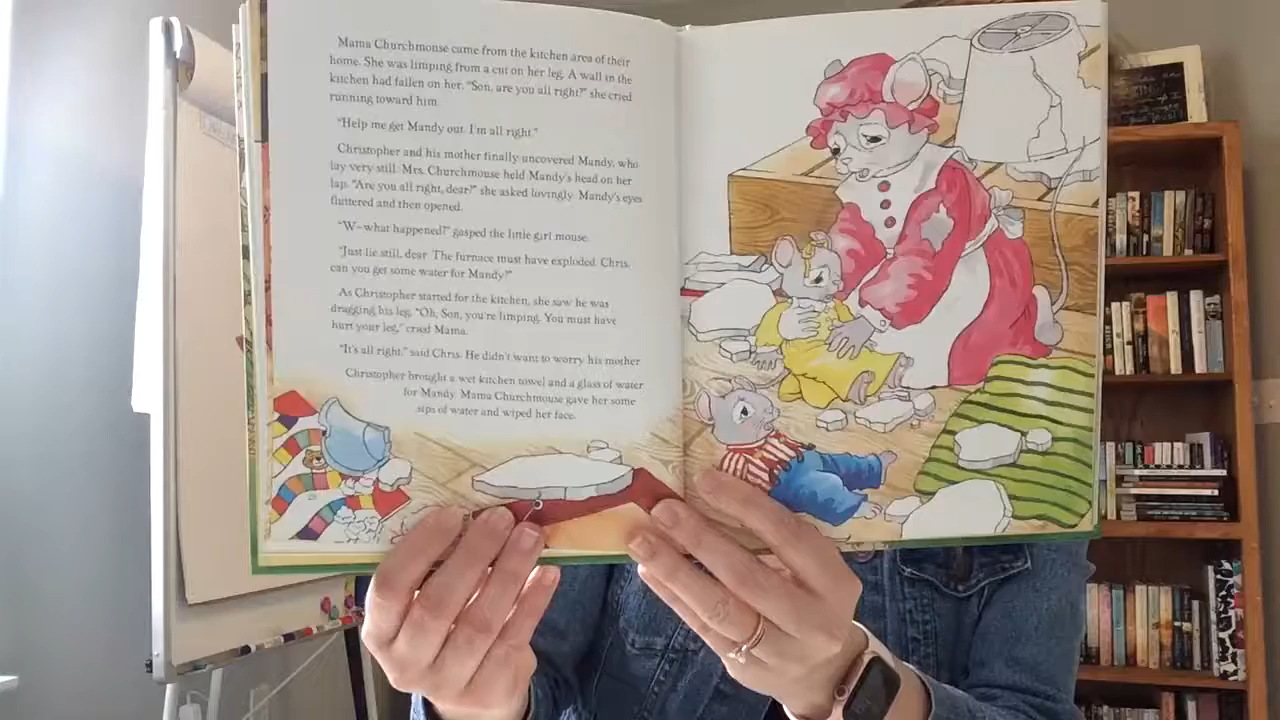 Mama Churchmouse came from the kitchen area of their
home. She was limping from a cut on her leg. A wall in the
kitchen had fallen on her. "Son, are you all right?" she cried
running toward him.
"Help me get Mandy out. I'm all right."
Christopher and his mother finally uncovered Mandy, who
lay very still. Mrs. Churchmouse held Mandy's head on her
lap. "Are you all right, dear?" she asked lovingly. Mandy's eyes
fluttered and then opened.
"W–what happened?" gasped the little girl mouse.
"Just lie still, dear. The furnace must have exploded. Chris,
can you get some water for Mandy?"
As Christopher started for the kitchen, she saw he was
dragging his leg. "Oh, Son, you're limping. You must have
hurt your leg," cried Mama.
"It's all right," said Chris. He didn't want to worry his mother
Christopher brought a wet kitchen towel and a glass of water
for Mandy. Mama Churchmouse gave her some
sips of water and wiped her face.